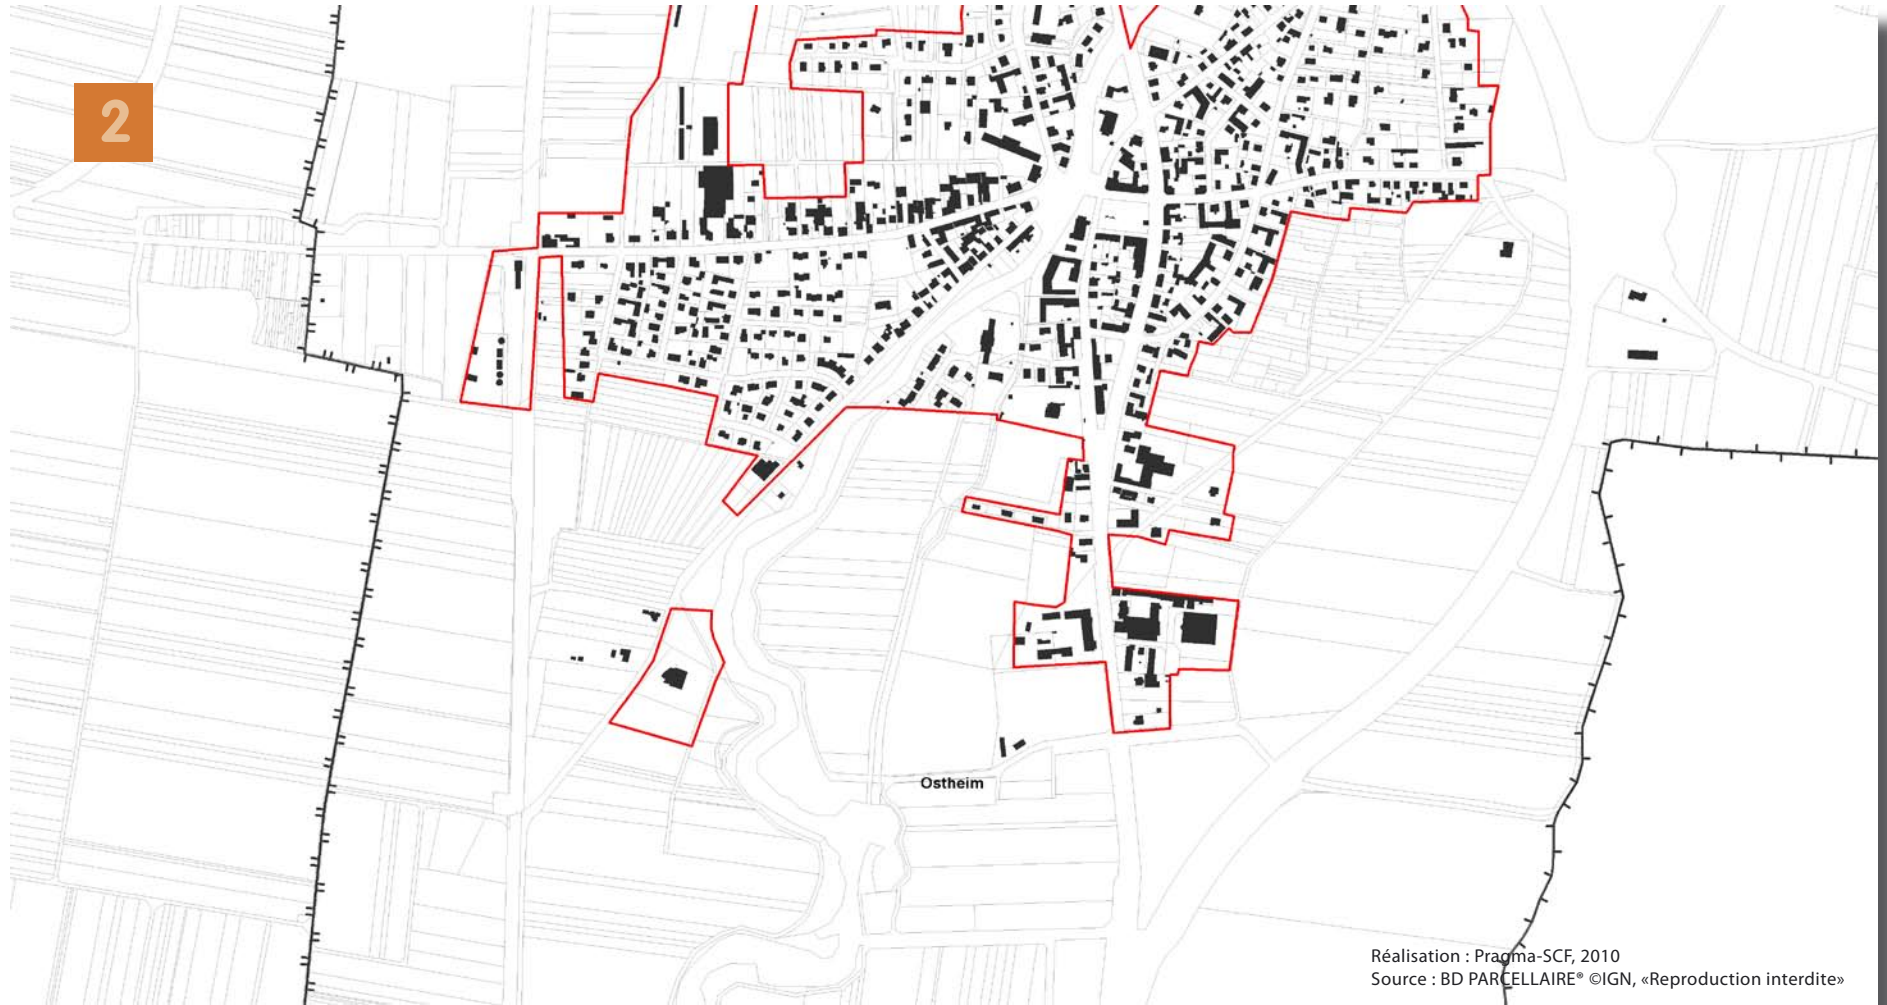 2
Ostheim
Réalisation : Pragma-SCF, 2010
Source : BD PARCELLAIRE® ©IGN, «Reproduction interdite»